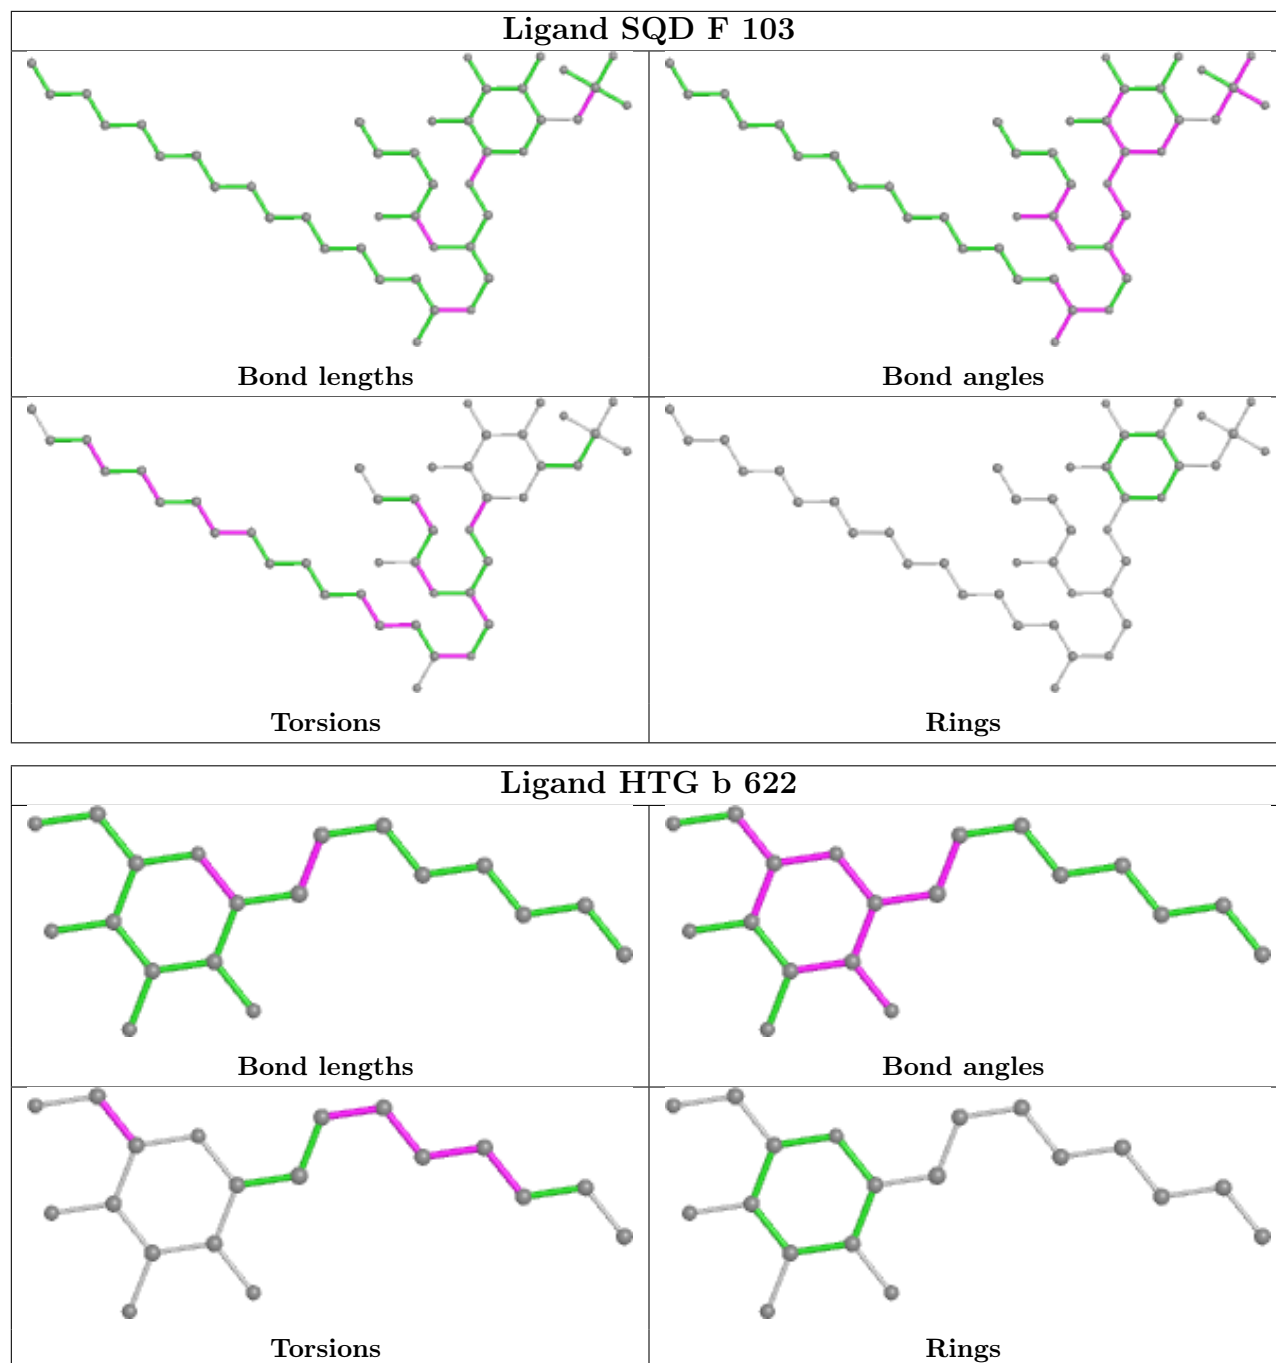 Ligand SQD F 103
Bond lengths
Bond angles
Torsions
Rings
Ligand HTG b 622
Bond lengths
Bond angles
Torsions
Rings